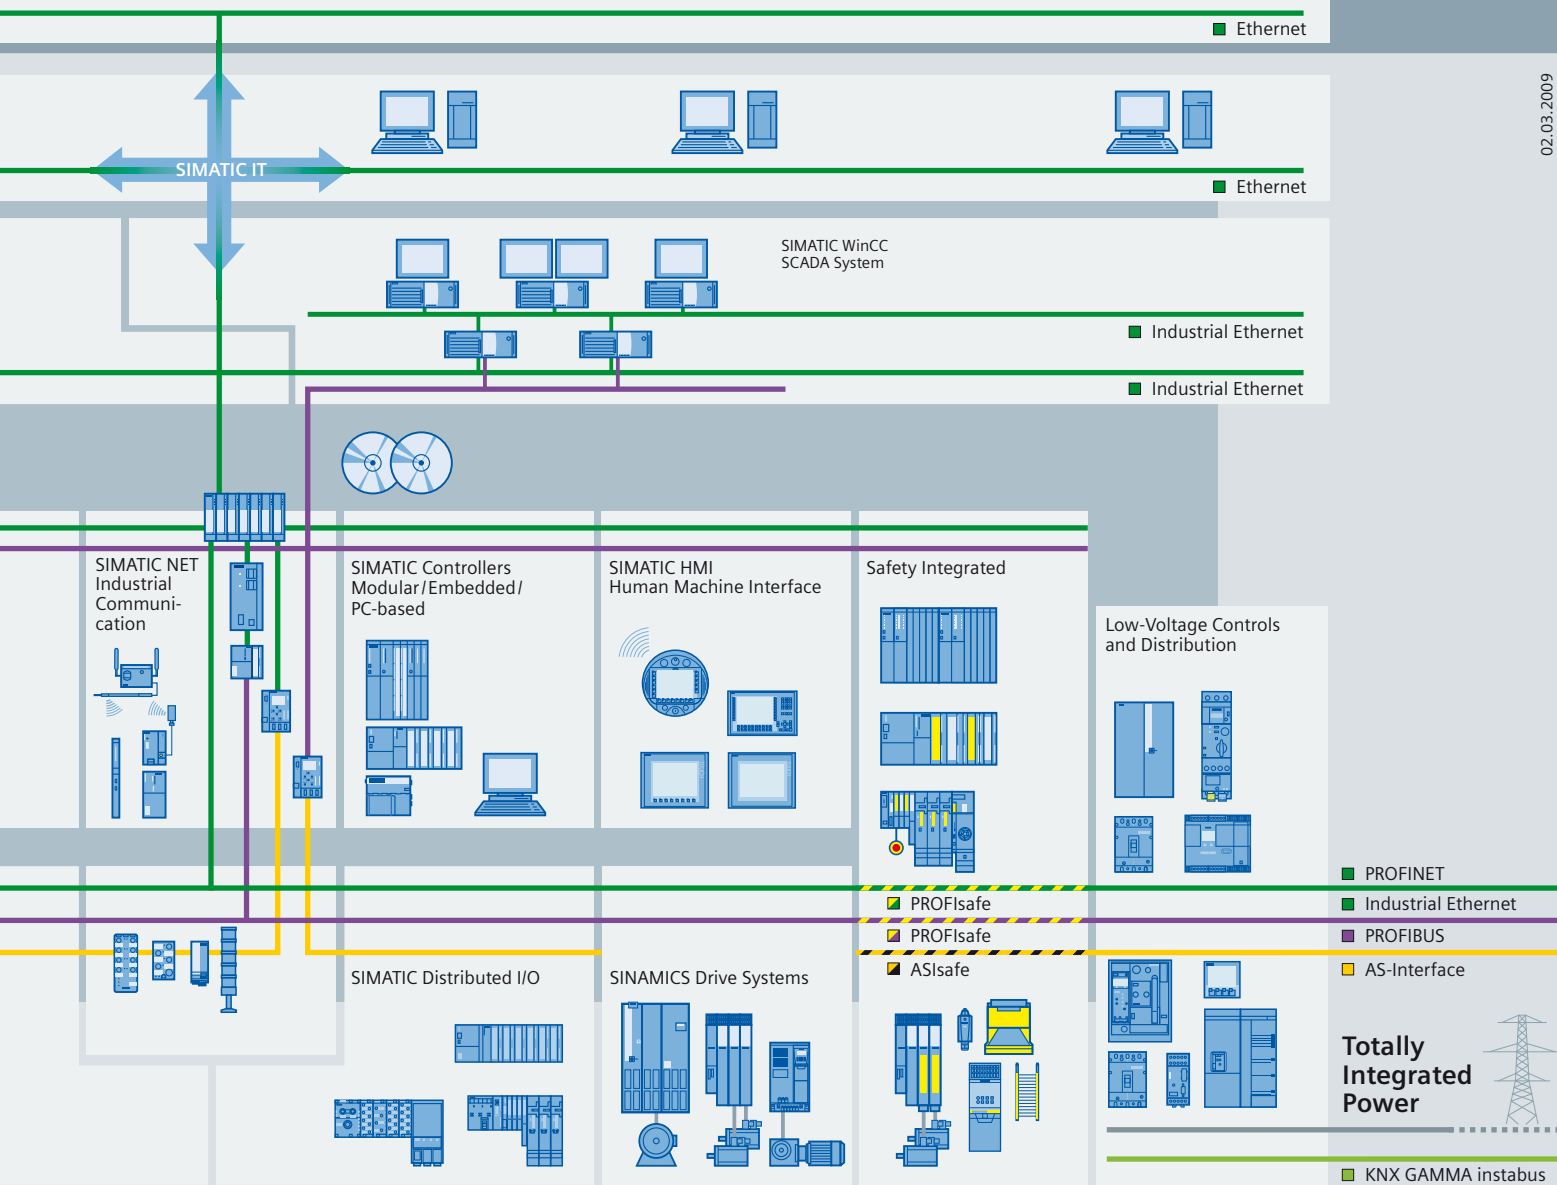 Ethernet
02.03.2009
SIMATIC IT
Ethernet
SIMATIC WinCC
SCADA System
Industrial Ethernet
Industrial Ethernet
SIMATIC NET
Industrial
Communi-
cation
SIMATIC Controllers
Modular/Embedded/
PC-based
SIMATIC HMI
Human Machine Interface
Safety Integrated
Low-Voltage Controls
and Distribution
PROFINET
PROFIsafe
Industrial Ethernet
PROFIsafe
PROFIBUS
ASIsafe
AS-Interface
SIMATIC Distributed I/O
SINAMICS Drive Systems
Totally
Integrated
Power
KNX GAMMA instabus